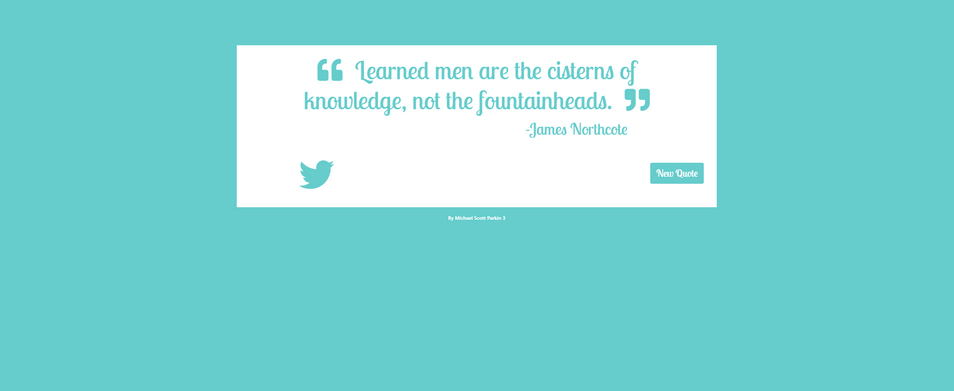 ❝ Learned men are the cisterns of
knowledge, not the fountainheads. ❞
-James Northcote
New Quote
By Michael Scott Parkin 3